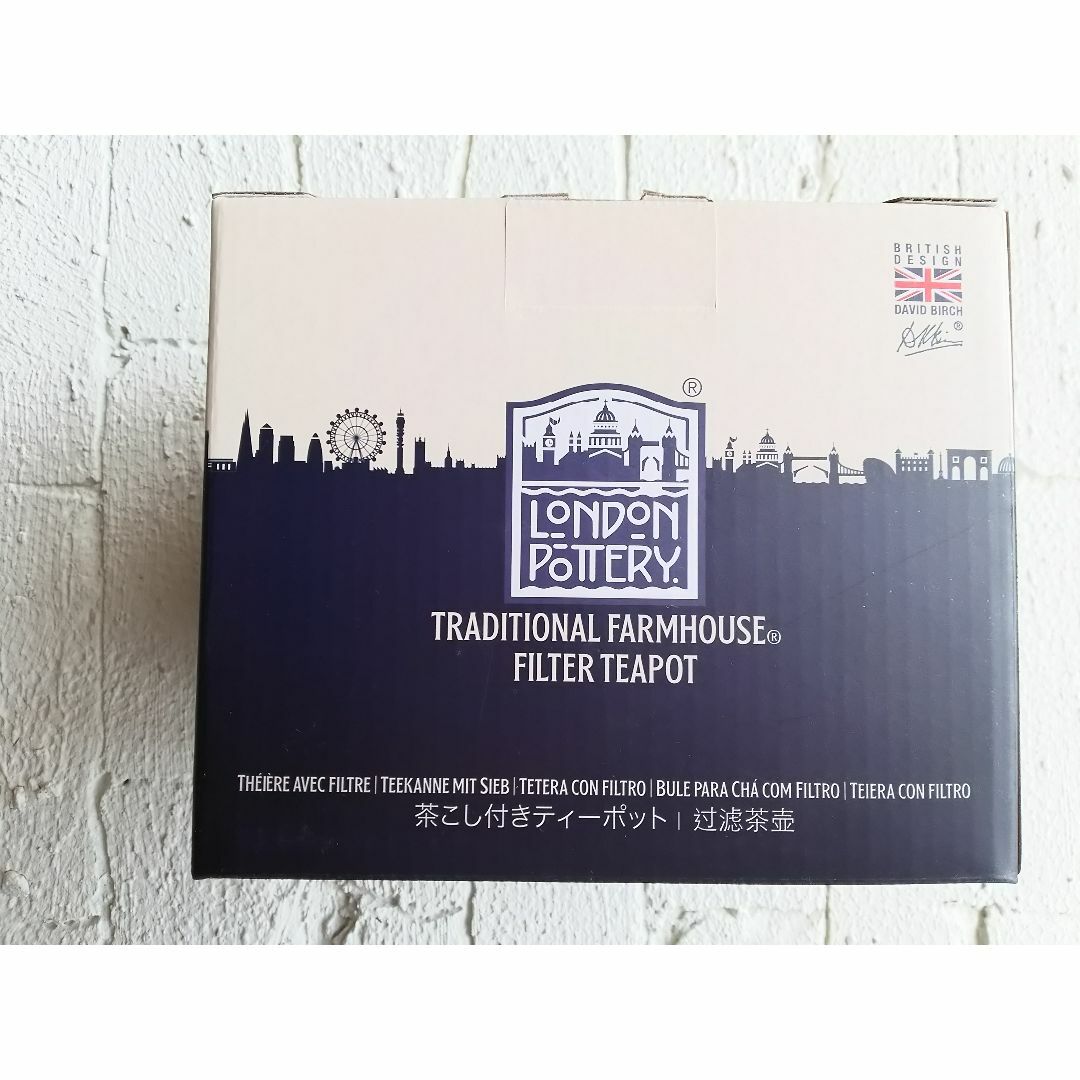 BRITISH
DESIGN
DAVID BIRCH
®
®
LONDON
POTTERY.
TRADITIONAL FARMHOUSE®
FILTER TEAPOT
THÉIÈRE AVEC FILTRE | TEEKANNE MIT SIEB | TETERA CON FILTRO | BULE PARA CHÁ COM FILTRO | TEIERA CON FILTRO
茶こし付きティーポット | 过滤茶壶